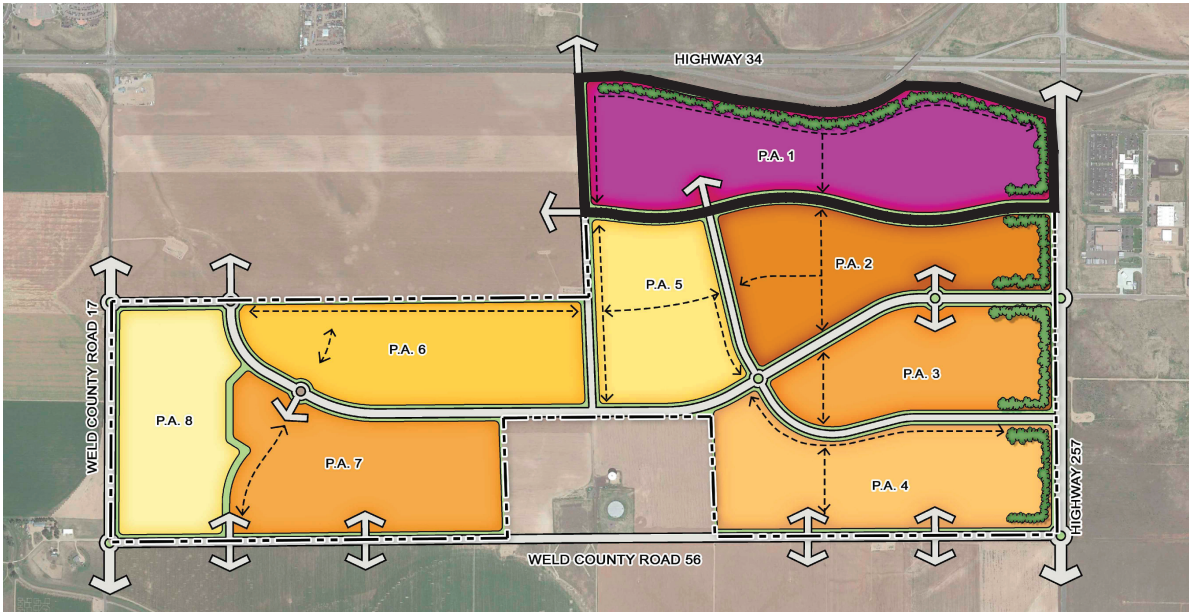 HIGHWAY 34
P.A. 1
P.A. 2
P.A. 5
WELD COUNTY ROAD 17
P.A. 6
P.A. 3
P.A. 8
P.A. 7
P.A. 4
HIGHWAY 257
WELD COUNTY ROAD 56